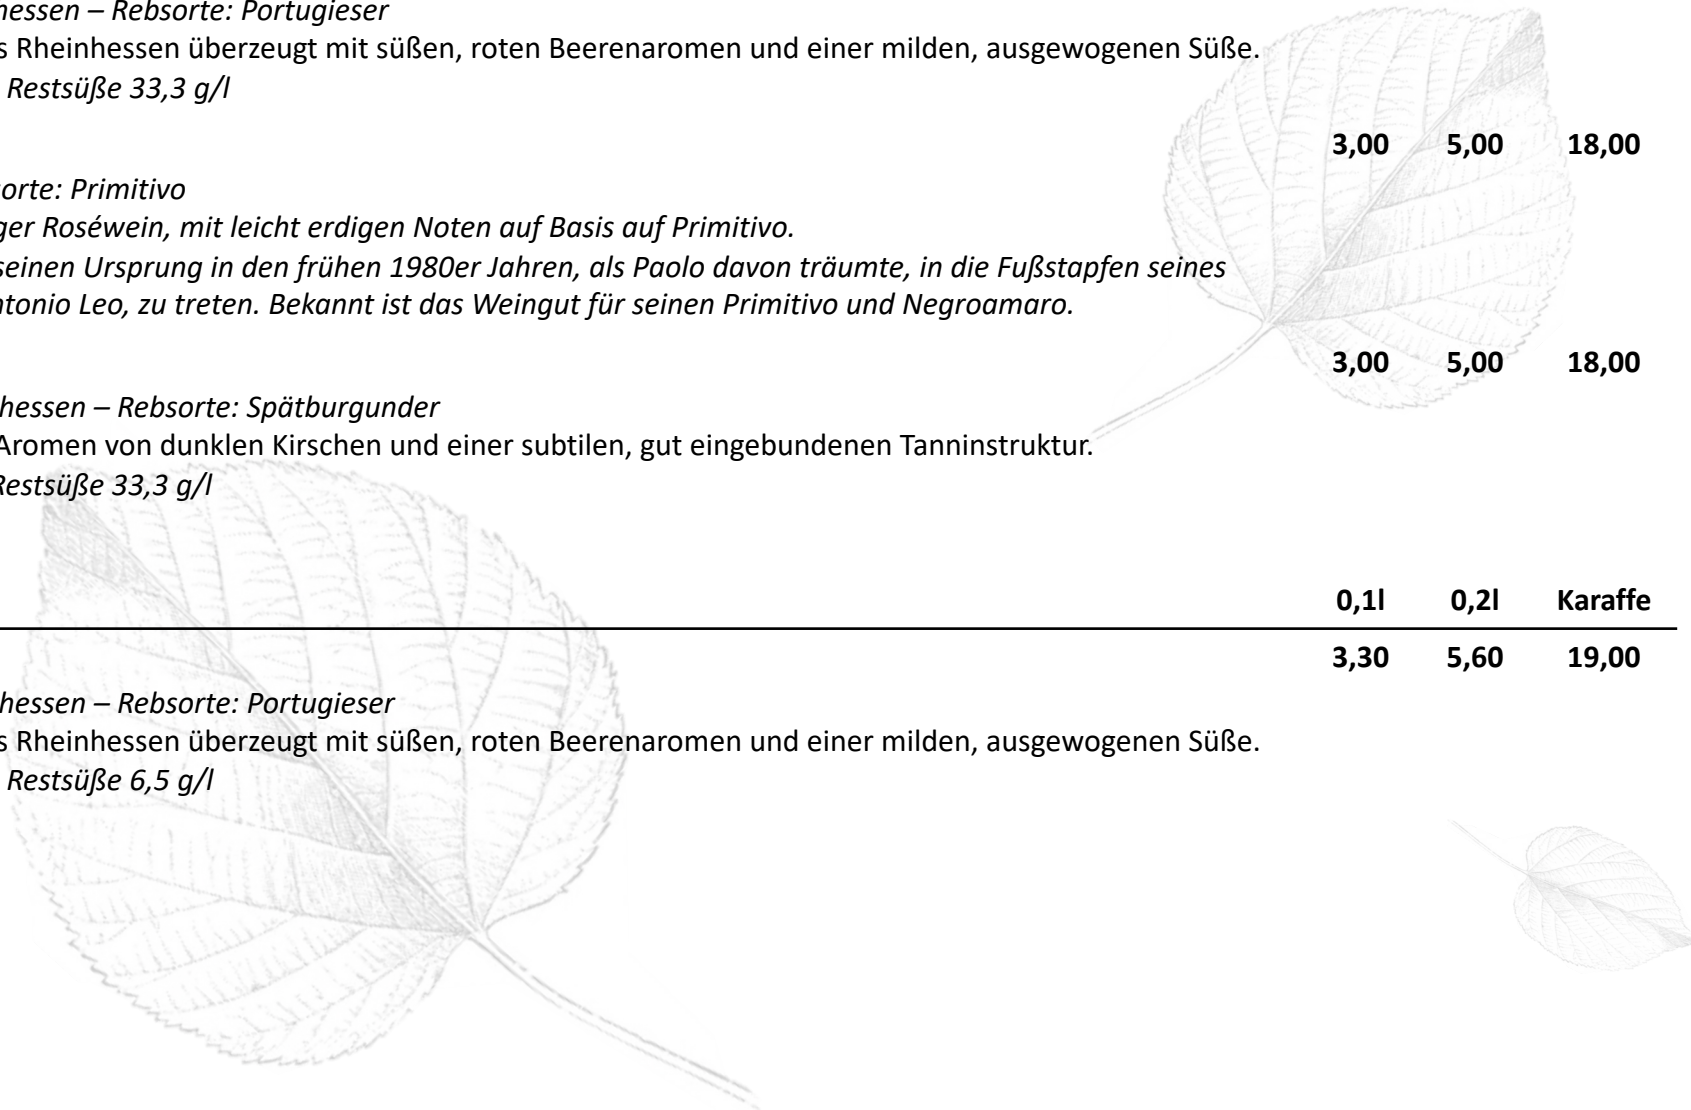 hessen – Rebsorte: Portugieser
s Rheinhessen überzeugt mit süßen, roten Beerenaromen und einer milden, ausgewogenen Süße.
Restsüße 33,3 g/l
3,00 5,00 18,00
orte: Primitivo
ger Roséwein, mit leicht erdigen Noten auf Basis auf Primitivo.
seinen Ursprung in den frühen 1980er Jahren, als Paolo davon träumte, in die Fußstapfen seines
ntonio Leo, zu treten. Bekannt ist das Weingut für seinen Primitivo und Negroamaro.
3,00 5,00 18,00
hessen – Rebsorte: Spätburgunder
Aromen von dunklen Kirschen und einer subtilen, gut eingebundenen Tanninstruktur.
Restsüße 33,3 g/l
0,1l 0,2l Karaffe
3,30 5,60 19,00
hessen – Rebsorte: Portugieser
s Rheinhessen überzeugt mit süßen, roten Beerenaromen und einer milden, ausgewogenen Süße.
Restsüße 6,5 g/l